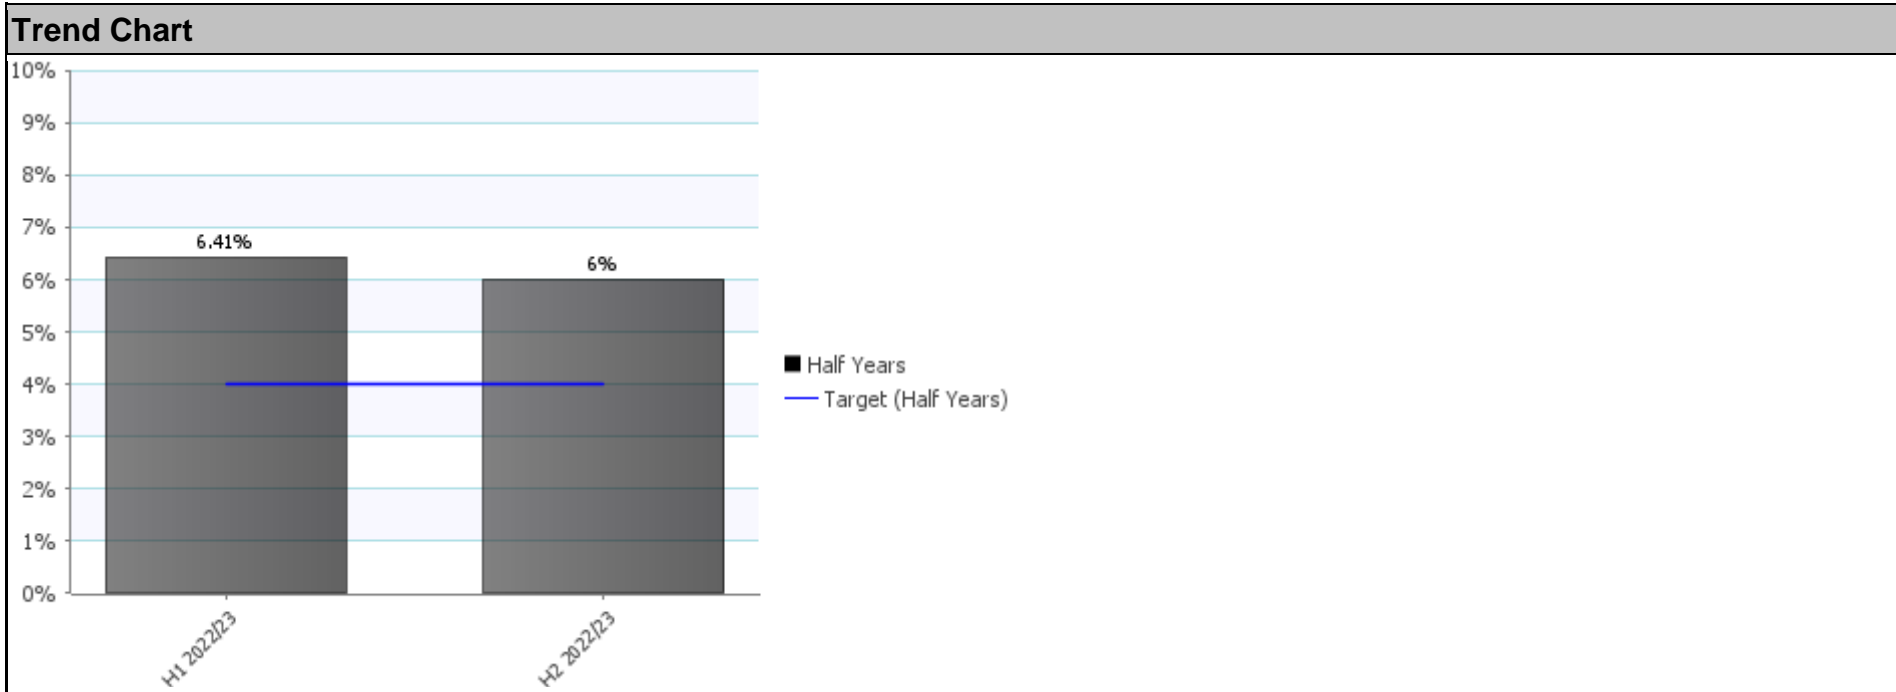 Trend Chart
10%
9%
8%
7%
6%
5%
4%
3%
2%
1%
0%
6.41%
6%
H1 2022/23
H2 2022/23
Half Years
Target (Half Years)